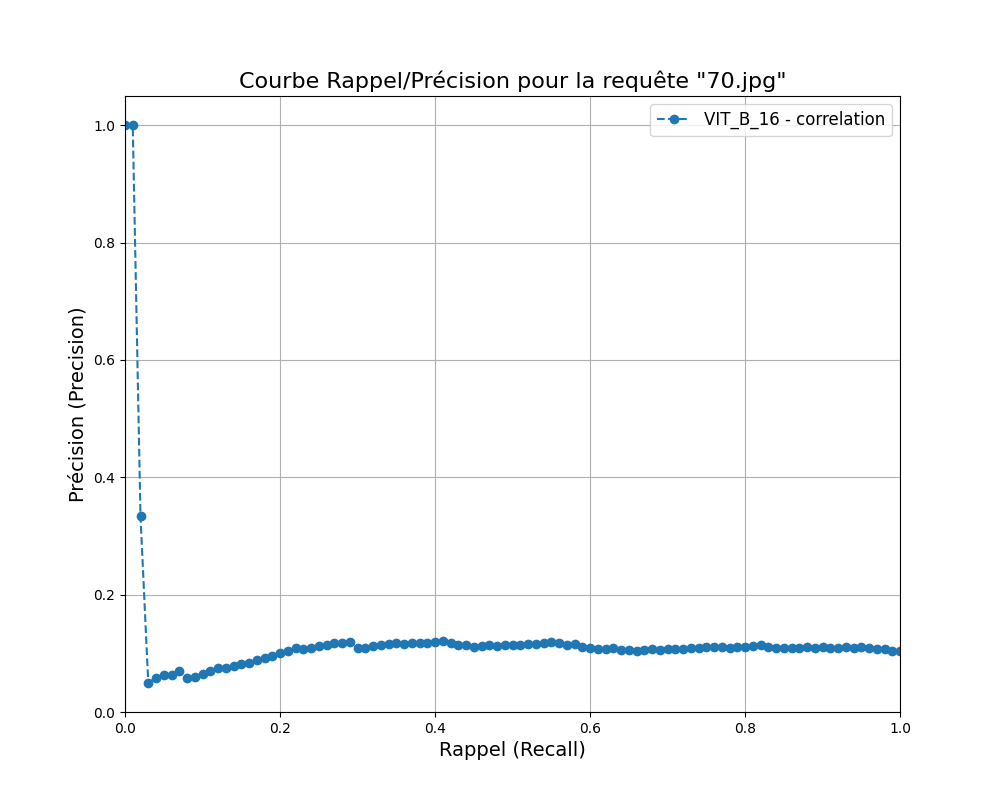 Courbe Rappel/Précision pour la requête "70.jpg"
VIT_B_16 - correlation
1.0
0.8
0.6
0.4
0.2
0.0
Précision (Precision)
0.0 0.2 0.4 0.6 0.8 1.0
Rappel (Recall)